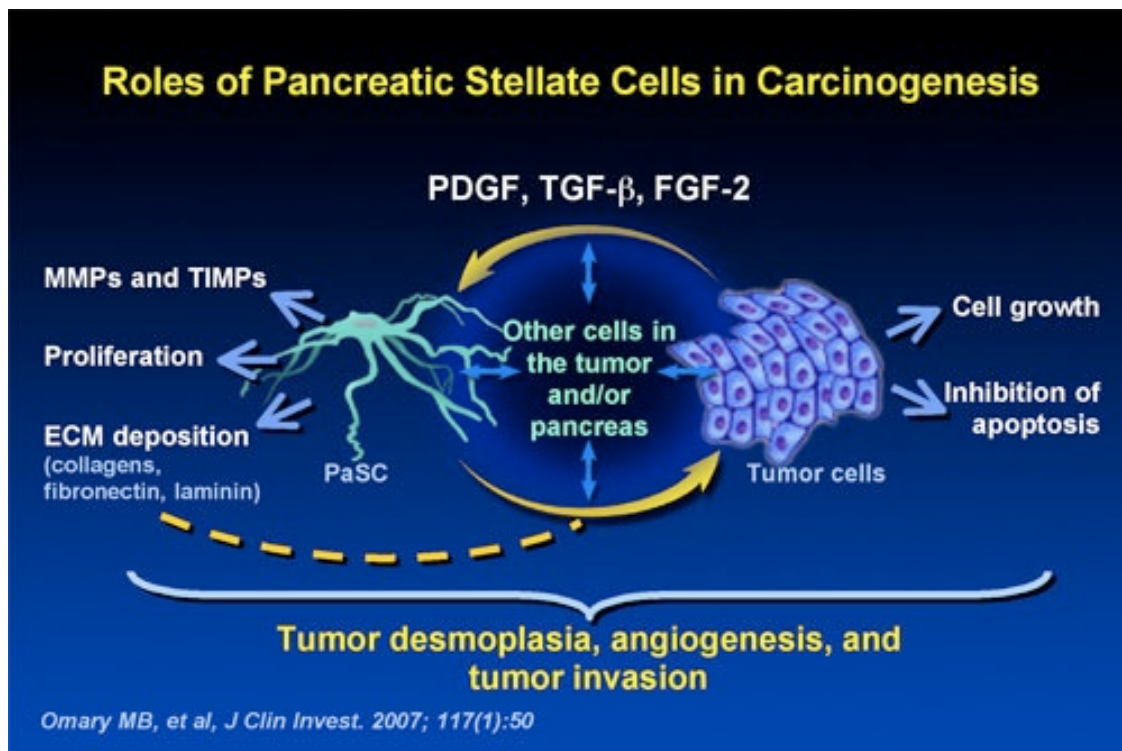 Roles of Pancreatic Stellate Cells in Carcinogenesis
PDGF, TGF-β, FGF-2
MMPs and TIMPs
Proliferation
ECM deposition
(collagens,
fibronectin, laminin)
PaSC
Other cells in
the tumor
and/or
pancreas
Tumor cells
Cell growth
Inhibition of
apoptosis
Tumor desmoplasia, angiogenesis, and
tumor invasion
Omary MB, et al, J Clin Invest. 2007; 117(1):50